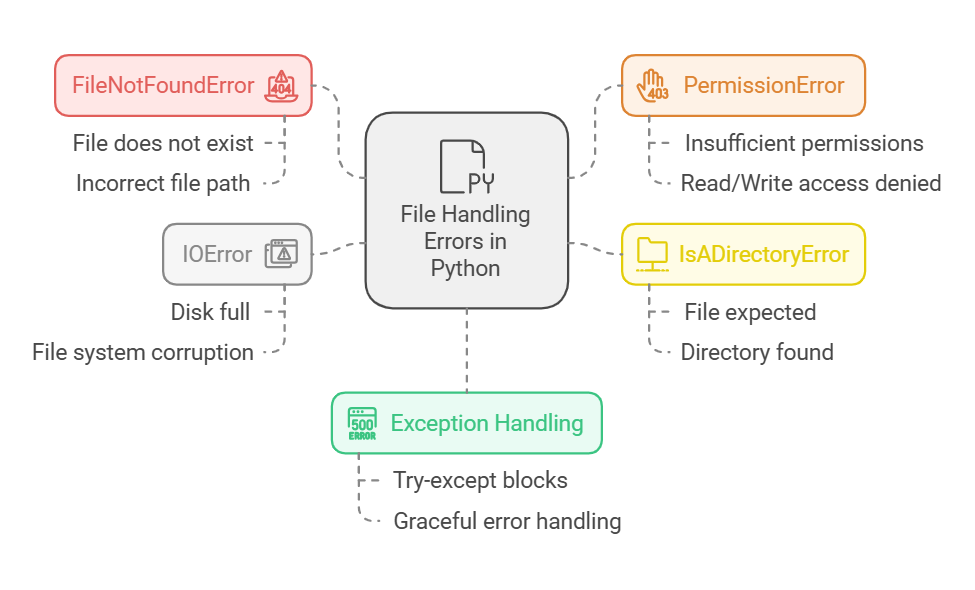 FileNotFoundError
404
File does not exist
Incorrect file path
IOError
Disk full
File system corruption
PY
File Handling
Errors in
Python
403
PermissionError
Insufficient permissions
Read/Write access denied
IsADirectoryError
File expected
Directory found
500
ERROR
Exception Handling
Try-except blocks
Graceful error handling